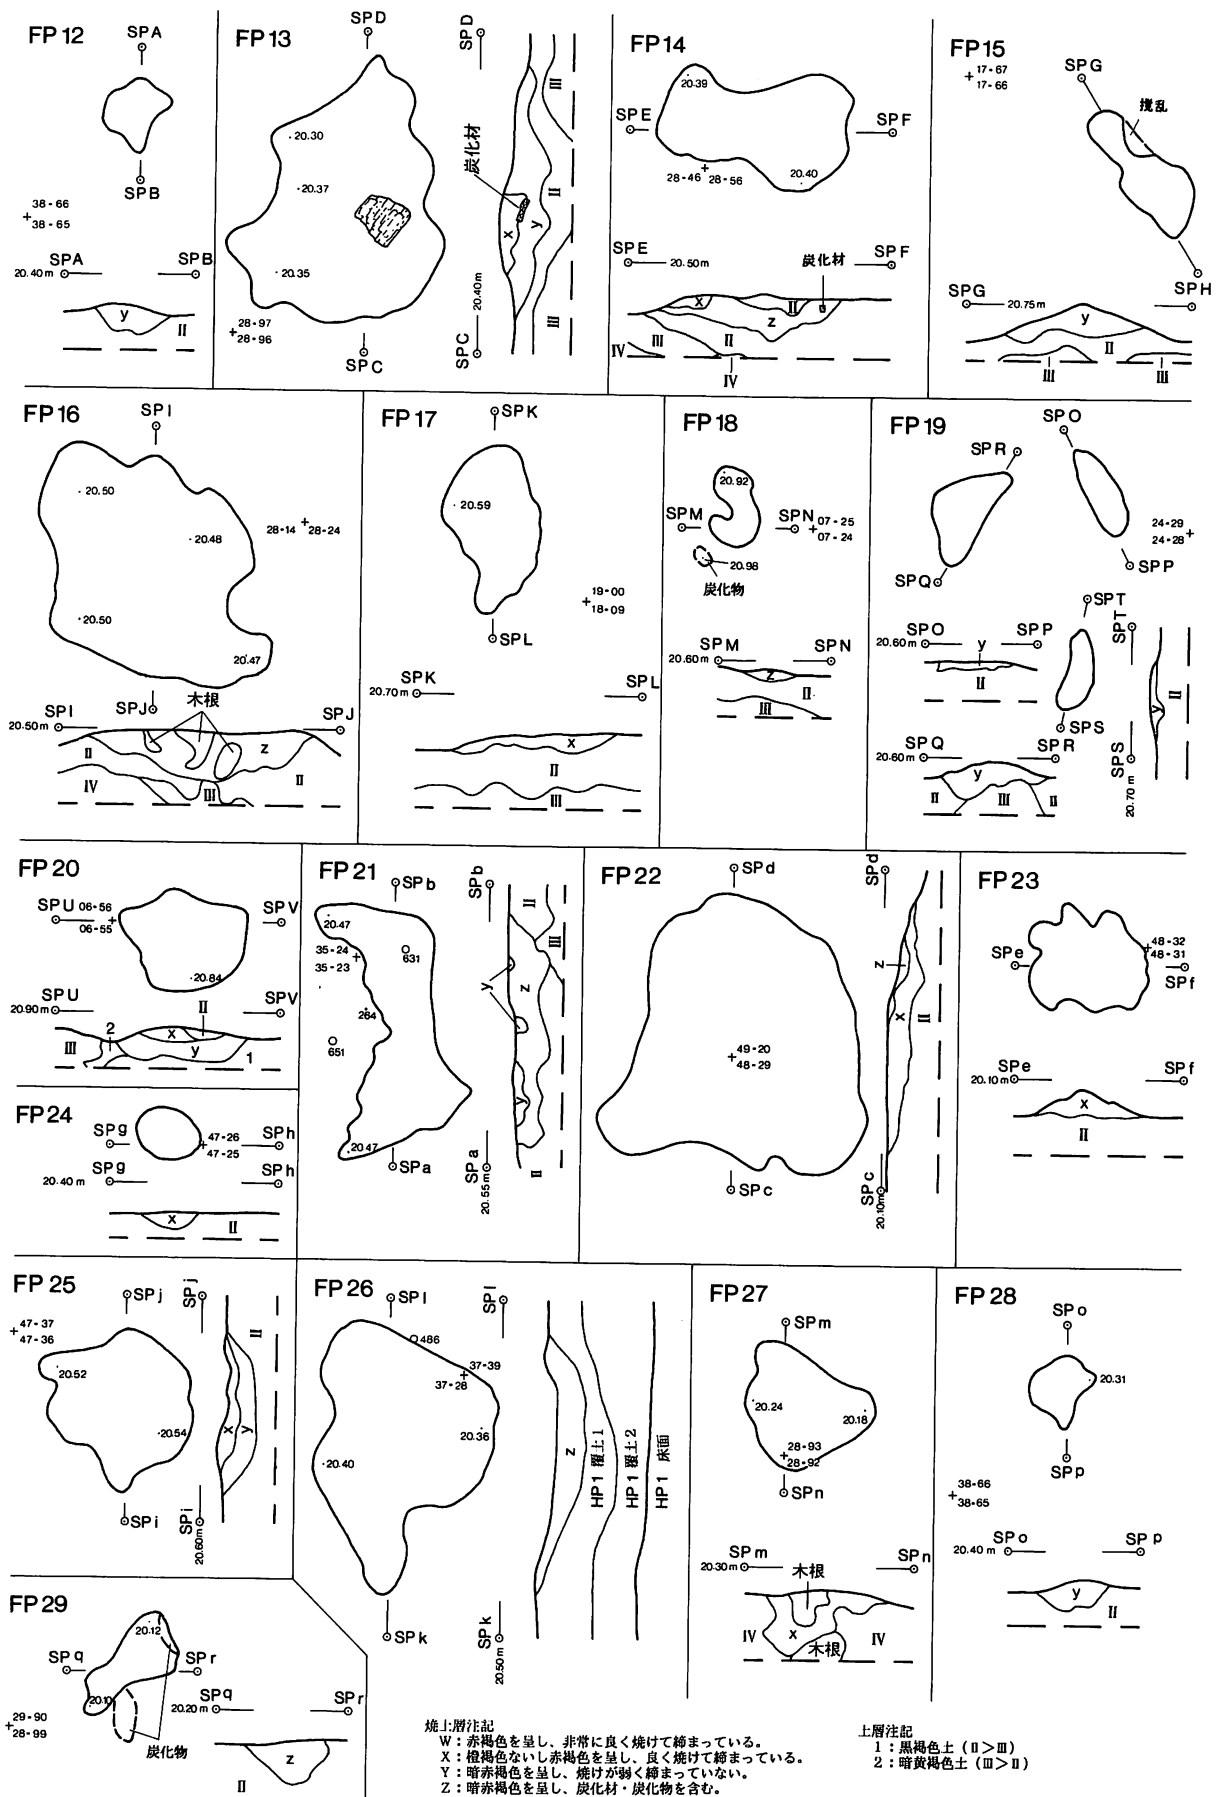 FP12
SPA
SPB
38-66
38-65
SPA
SPB
20.40m
y
II
FP13
SPD
20.30
20.37
20.35
28-97
28-96
SPC
SPD
炭化材
III
II
x
y
20.40m
SPC
III
FP14
20.39
SPE
SPF
28-46
28-56
20.40
SPE
20.50m
SPF
炭化材
x
II
z
III
II
IV
IV
FP15
17-67
17-66
SPG
撹乱
SPH
SPG
20.75m
y
II
III
III
FP16
SPI
20.50
20.48
28-14
28-24
20.50
20.47
SPJ
木根
SPI
20.50m
SPJ
z
II
II
IV
III
FP17
SPK
20.59
19-00
18-09
SPL
SPK
20.70m
SPL
x
II
III
FP18
20.92
SPM
SPN
07-25
07-24
20.98
炭化物
SPM
SPN
20.60m
z
II
III
FP19
SPO
SPR
24-29
24-28
SPQ
SPP
SPT
SPT
SPO
SPP
20.60m
y
II
II
y
SPS
SPS
20.70m
SPQ
SPR
20.60m
y
II
III
II
FP20
SPU
06-56
06-55
SPV
20.84
SPU
20.90m
SPV
II
2
x
III
y
1
FP21
SPb
20.47
35-24
35-23
631
264
651
20.47
SPa
SPb
II
III
y
z
y
SPa
20.55m
II
FP22
SPd
49-20
48-29
SPc
SPd
z
x
II
SPc
20.10m
FP23
48-32
48-31
SPe
SPf
SPe
20.10m
SPf
x
II
FP24
SPg
47-26
47-25
SPh
SPg
20.40m
SPh
x
II
FP25
SPj
47-37
47-36
20.52
20.54
SPi
SPj
II
x
y
SPi
20.60m
FP26
SPl
486
37-39
37-28
20.36
20.40
SPk
SPl
z
HP1 覆土1
HP1 覆土2
HP1 床面
SPk
20.50m
FP27
SPm
20.24
20.18
28-93
28-92
SPn
SPm
20.30m
SPn
木根
IV
x
IV
木根
FP28
SPo
20.31
SPp
38-66
38-65
SPo
20.40m
SPp
y
II
FP29
20.12
SPq
SPr
20.10
29-90
28-99
炭化物
SPq
20.20m
SPr
z
II
焼土層注記
W：赤褐色を呈し、非常に良く焼けて締まっている。
X：橙褐色ないし赤褐色を呈し、良く焼けて締まっている。
Y：暗赤褐色を呈し、焼けが弱く締まっていない。
Z：暗赤褐色を呈し、炭化材・炭化物を含む。
土層注記
1：黒褐色土（II＞III）
2：暗黄褐色土（III＞II）